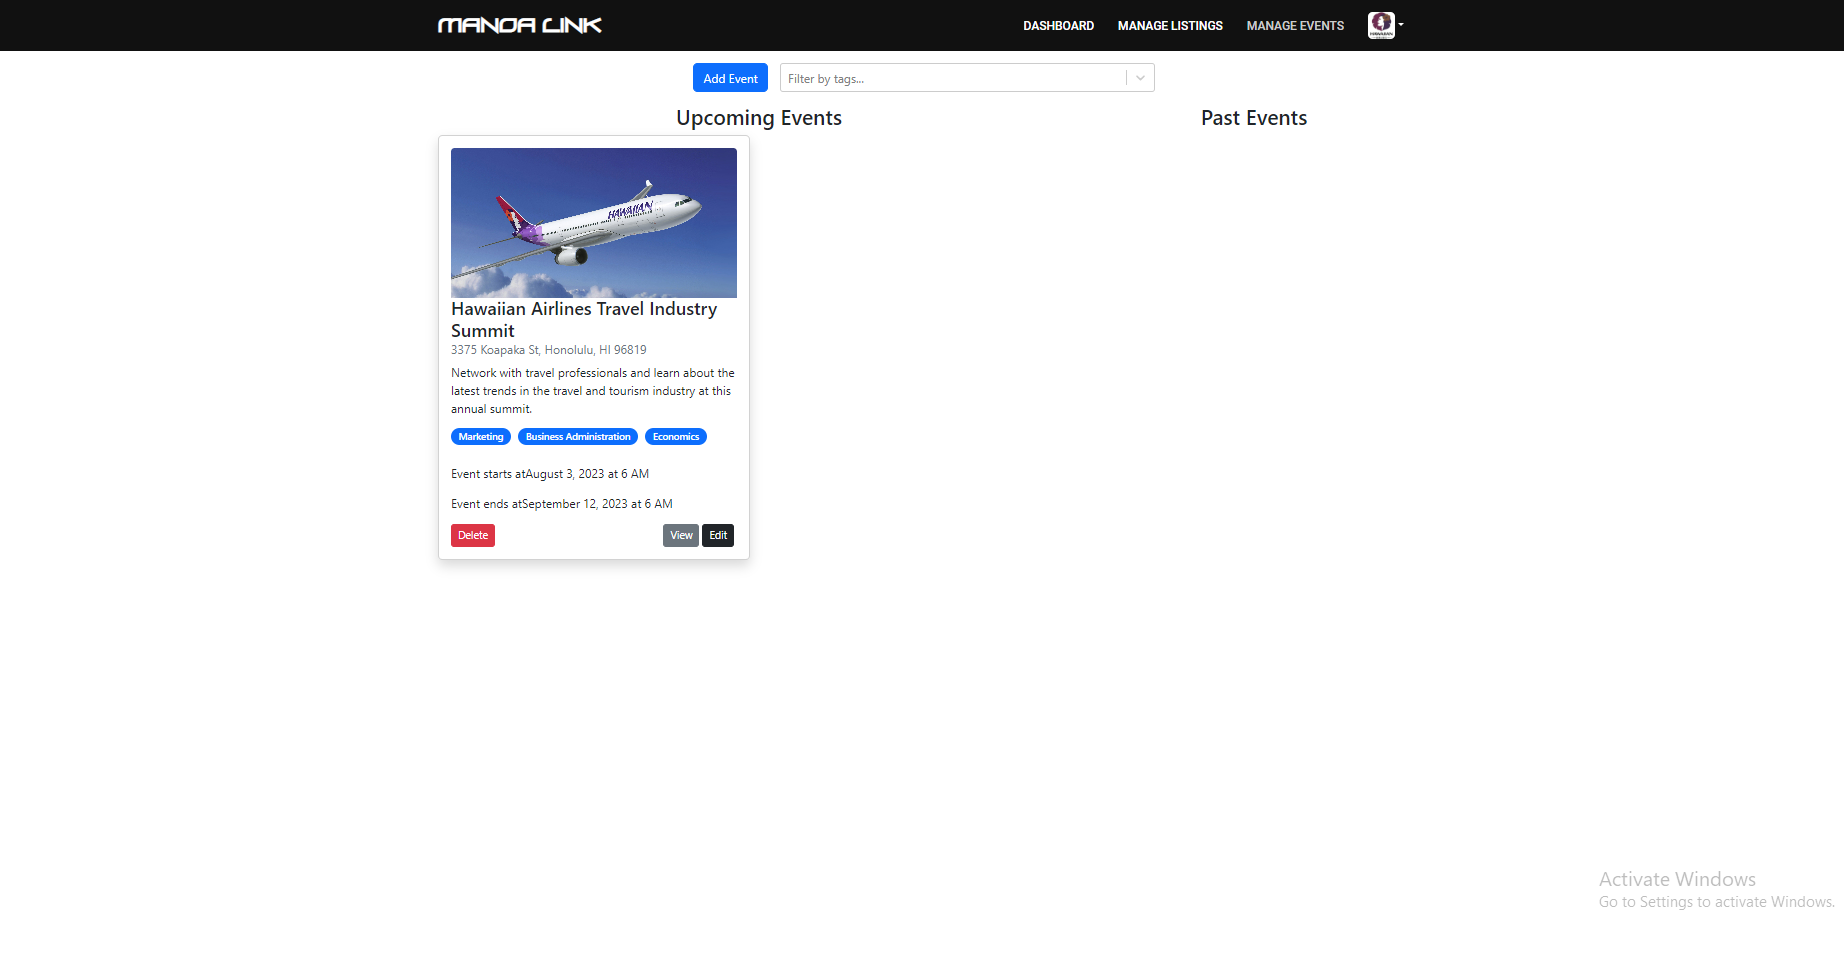 MANOA LINK
DASHBOARD
MANAGE LISTINGS
MANAGE EVENTS
HAWAIIAN
Add Event
Filter by tags...
Upcoming Events
Past Events
HAWAIIAN
Hawaiian Airlines Travel Industry
Summit
3375 Koapaka St, Honolulu, HI 96819
Network with travel professionals and learn about the
latest trends in the travel and tourism industry at this
annual summit.
Marketing
Business Administration
Economics
Event starts atAugust 3, 2023 at 6 AM
Event ends atSeptember 12, 2023 at 6 AM
Delete
View
Edit
Activate Windows
Go to Settings to activate Windows.